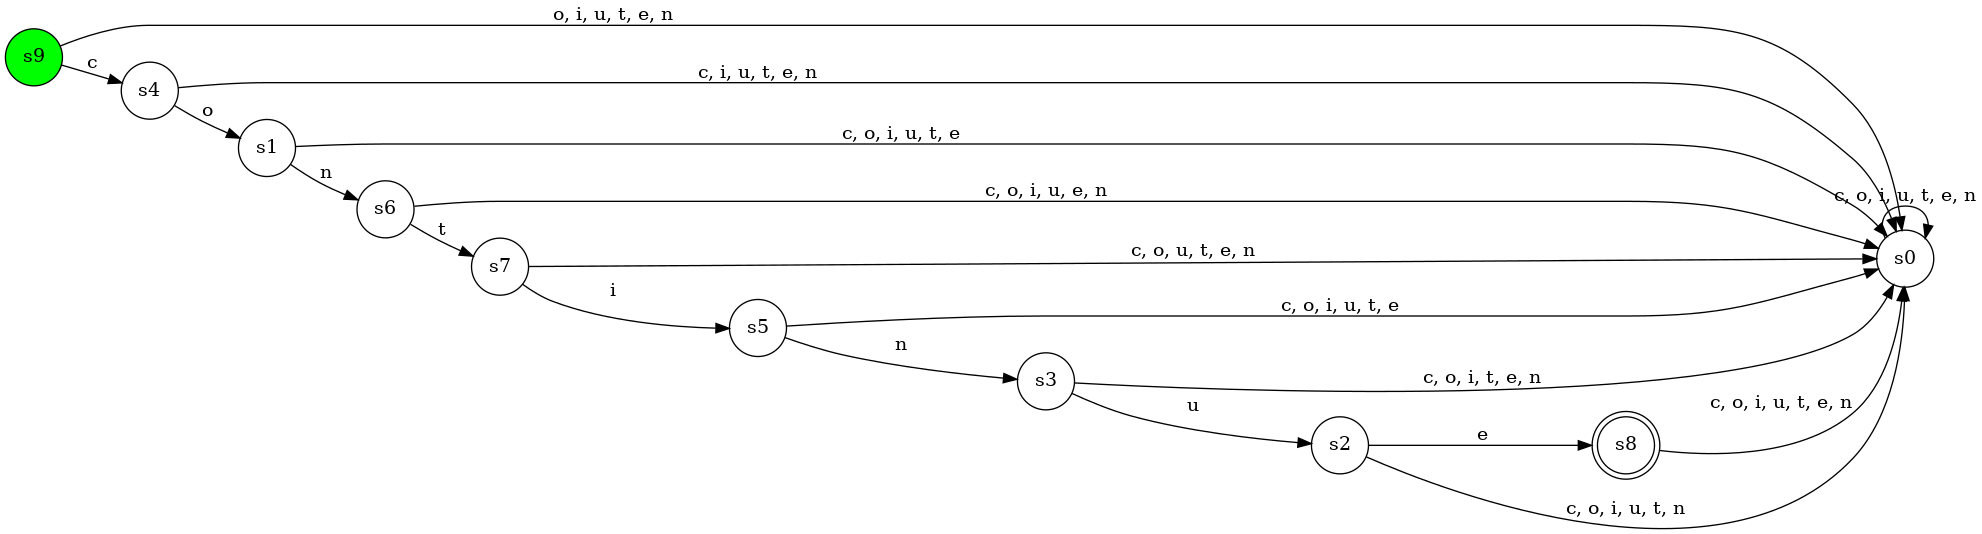 o, i, u, t, e, n
s9
c
c, i, u, t, e, n
s4
o
c, o, i, u, t, e
s1
n
c, o, i, u, e, n
c, o, i, u, t, e, n
s6
t
c, o, u, t, e, n
s7
s0
i
c, o, i, u, t, e
s5
n
c, o, i, t, e, n
s3
u
c, o, i, u, t, e, n
s2
e
s8
c, o, i, u, t, n